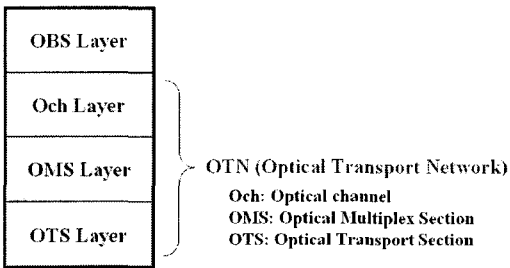 OBS Layer
Och Layer
OMS Layer
OTS Layer
OTN (Optical Transport Network)
Och: Optical channel
OMS: Optical Multiplex Section
OTS: Optical Transport Section